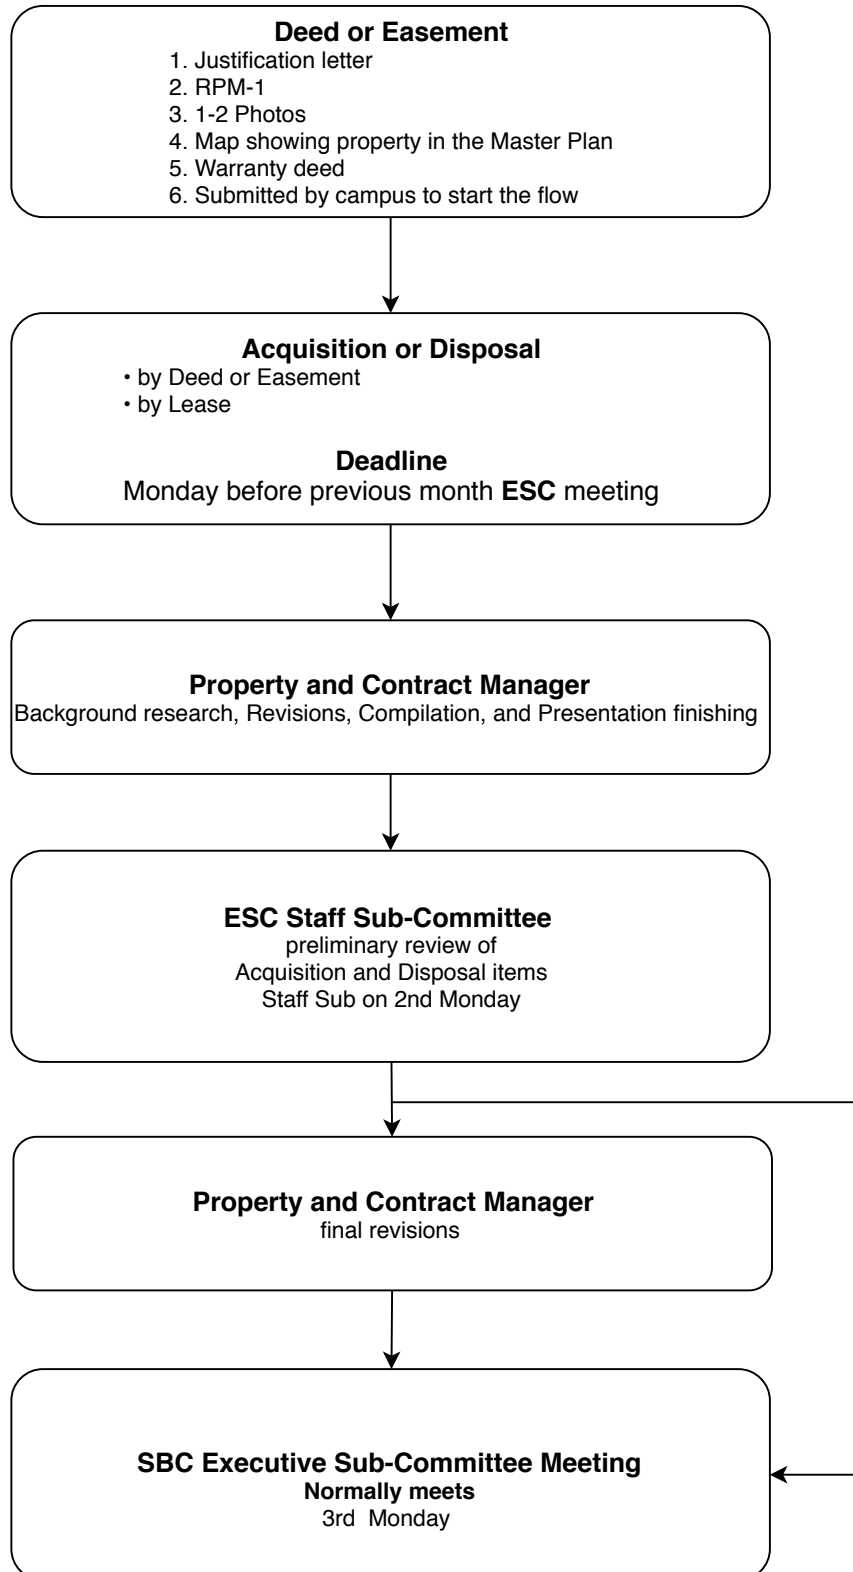 Deed or Easement
1. Justification letter
2. RPM-1
3. 1-2 Photos
4. Map showing property in the Master Plan
5. Warranty deed
6. Submitted by campus to start the flow
Acquisition or Disposal
• by Deed or Easement
• by Lease
Deadline
Monday before previous month ESC meeting
Property and Contract Manager
Background research, Revisions, Compilation, and Presentation finishing
ESC Staff Sub-Committee
preliminary review of
Acquisition and Disposal items
Staff Sub on 2nd Monday
Property and Contract Manager
final revisions
SBC Executive Sub-Committee Meeting
Normally meets
3rd Monday